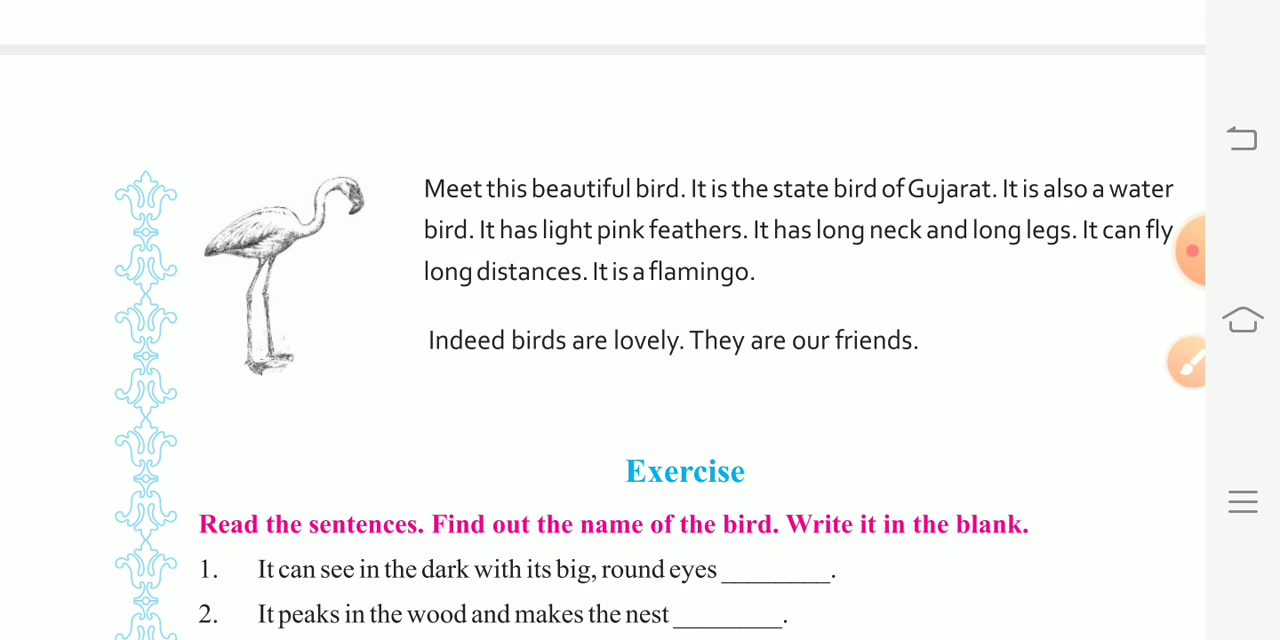 Meet this beautiful bird. It is the state bird of Gujarat. It is also a water
bird. It has light pink feathers. It has long neck and long legs. It can fly
long distances. It is a flamingo.
Indeed birds are lovely. They are our friends.
Exercise
Read the sentences. Find out the name of the bird. Write it in the blank.
1. It can see in the dark with its big, round eyes ________.
2. It peaks in the wood and makes the nest ________.